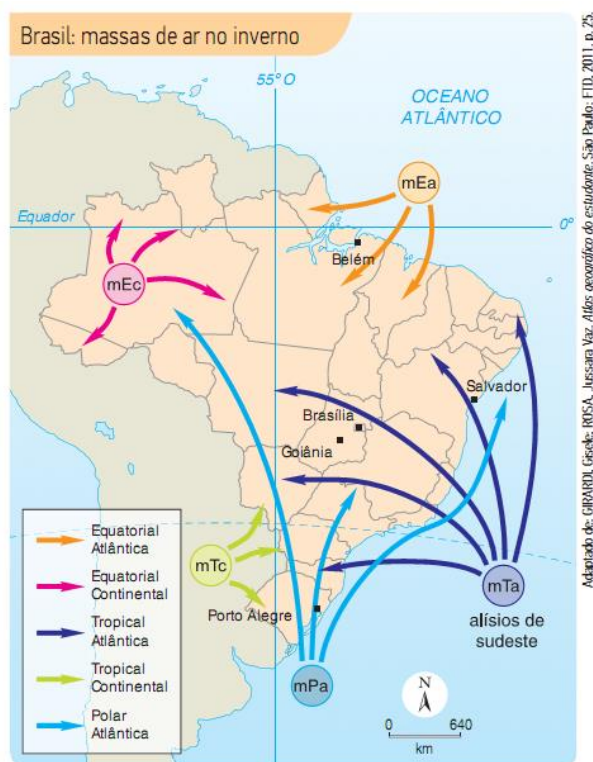 Brasil: massas de ar no inverno
55º O
OCEANO
ATLÂNTICO
mEa
Equador
0º
Belém
mEc
Salvador
Brasília
Goiânia
mTc
mTa
alísios de
sudeste
Porto Alegre
mPa
Equatorial
Atlântica
Equatorial
Continental
Tropical
Atlântica
Tropical
Continental
Polar
Atlântica
N
0 640
km
Adaptado de: GIRARDI, Gisele; ROSA, Jussara Vaz. Atlas geográfico do estudante. São Paulo: FTD, 2011. p. 25.